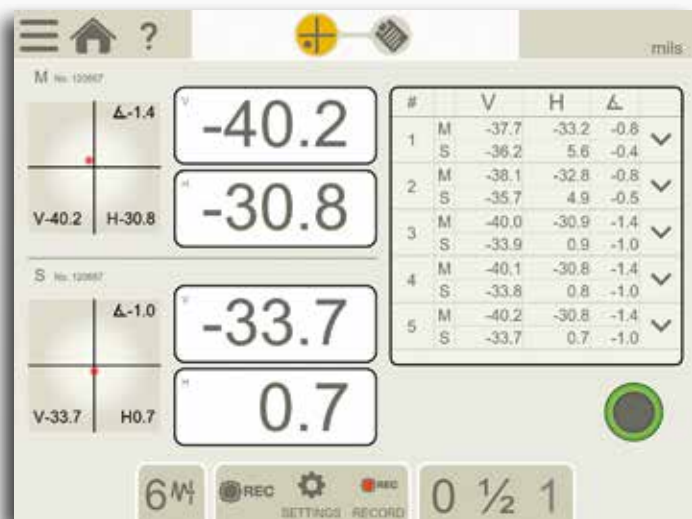 ?
mils
M No. 120667
∡-1.4
V-40.2 H-30.8
V
-40.2
H
-30.8
S No. 120667
∡-1.0
V-33.7 H0.7
V
-33.7
H
0.7
# V H ∡
1 M -37.7 -33.2 -0.8
S -36.2 5.6 -0.4
2 M -38.1 -32.8 -0.8
S -35.7 4.9 -0.5
3 M -40.0 -30.9 -1.4
S -33.9 0.9 -1.0
4 M -40.1 -30.8 -1.4
S -33.8 0.8 -1.0
5 M -40.2 -30.8 -1.4
S -33.7 0.7 -1.0
6 REC SETTINGS REC RECORD 0 ½ 1